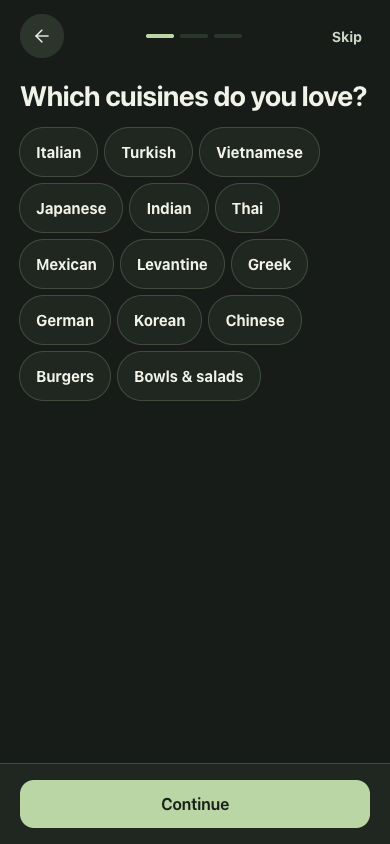 Skip
Which cuisines do you love?
Italian Turkish Vietnamese
Japanese Indian Thai
Mexican Levantine Greek
German Korean Chinese
Burgers Bowls & salads
Continue